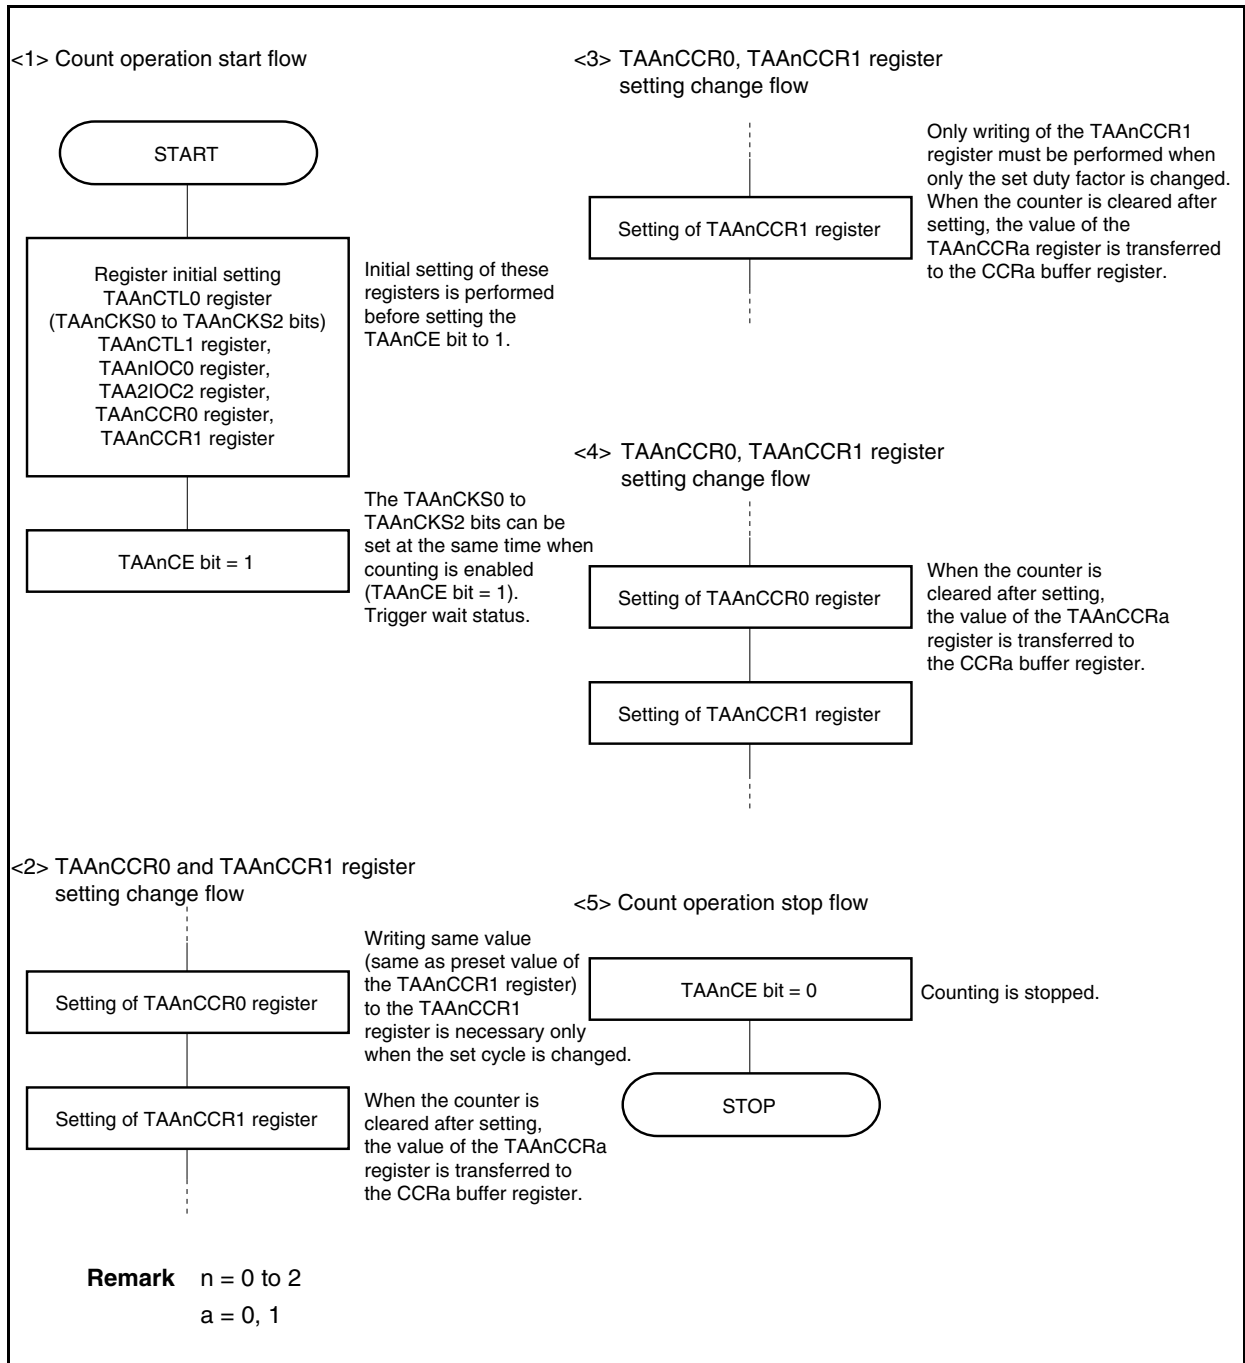 <1> Count operation start flow
START
Register initial setting
TAAnCTL0 register
(TAAnCKS0 to TAAnCKS2 bits)
TAAnCTL1 register,
TAAnIOC0 register,
TAA2IOC2 register,
TAAnCCR0 register,
TAAnCCR1 register
Initial setting of these
registers is performed
before setting the
TAAnCE bit to 1.
TAAnCE bit = 1
The TAAnCKS0 to
TAAnCKS2 bits can be
set at the same time when
counting is enabled
(TAAnCE bit = 1).
Trigger wait status.
<2> TAAnCCR0 and TAAnCCR1 register
setting change flow
Setting of TAAnCCR0 register
Writing same value
(same as preset value of
the TAAnCCR1 register)
to the TAAnCCR1
register is necessary only
when the set cycle is changed.
Setting of TAAnCCR1 register
When the counter is
cleared after setting,
the value of the TAAnCCRa
register is transferred to
the CCRa buffer register.
<3> TAAnCCR0, TAAnCCR1 register
setting change flow
Setting of TAAnCCR1 register
Only writing of the TAAnCCR1
register must be performed when
only the set duty factor is changed.
When the counter is cleared after
setting, the value of the
TAAnCCRa register is transferred
to the CCRa buffer register.
<4> TAAnCCR0, TAAnCCR1 register
setting change flow
Setting of TAAnCCR0 register
When the counter is
cleared after setting,
the value of the TAAnCCRa
register is transferred to
the CCRa buffer register.
Setting of TAAnCCR1 register
<5> Count operation stop flow
TAAnCE bit = 0
Counting is stopped.
STOP
Remark n = 0 to 2
a = 0, 1